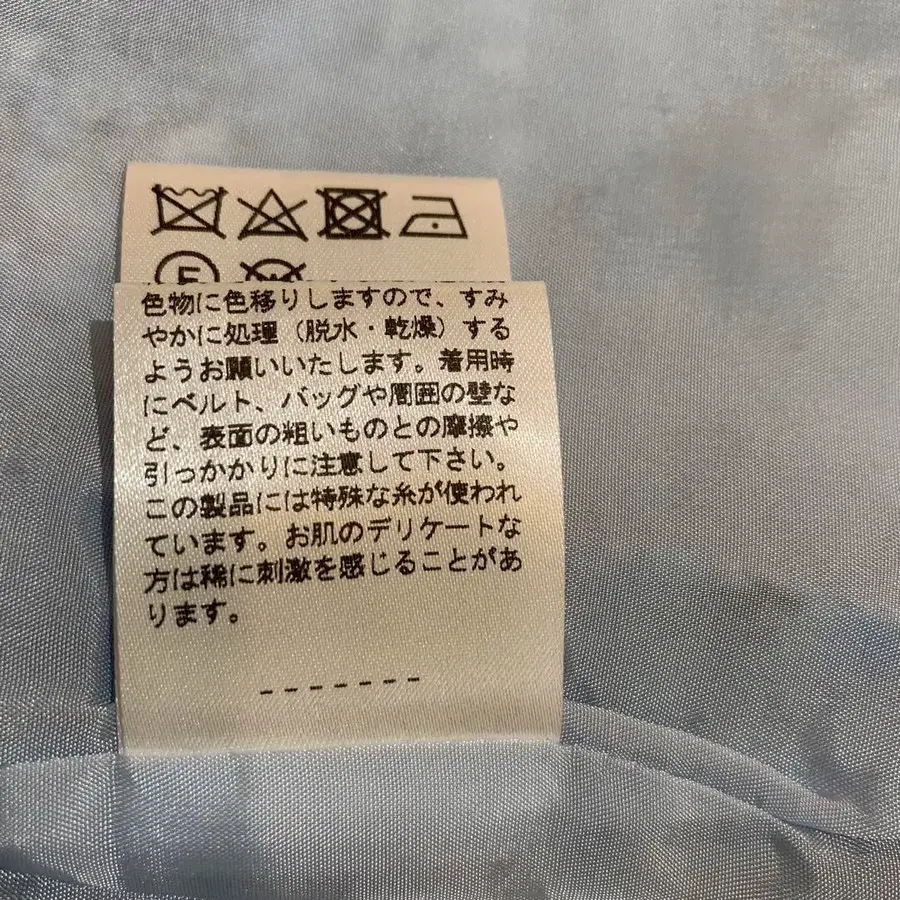 F
色物に色移りしますので、すみ
やかに処理（脱水・乾燥）する
ようお願いいたします。着用時
にベルト、バッグや周囲の壁な
ど、表面の粗いものとの摩擦や
引っかかりに注意して下さい。
この製品には特殊な糸が使われ
ています。お肌のデリケートな
方は稀に刺激を感じることがあ
ります。
-------